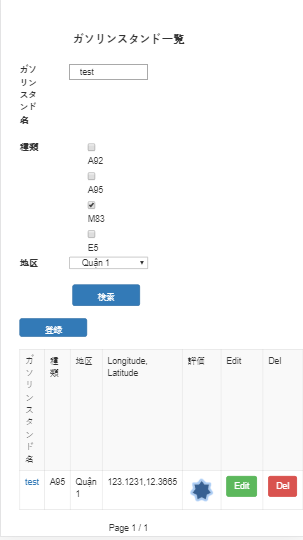 ガソリンスタンド一覧
ガソ
リン
スタ
ンド
名
test
種類
A92
A95
M83
E5
地区
Quận 1
検索
登録
ガ
ソ
リ
ン
ス
タ
ン
ド
名
種
類
地区
Longitude,
Latitude
評価
Edit
Del
test
A95
Quận
1
123.1231,12.3665
Edit
Del
Page 1 / 1